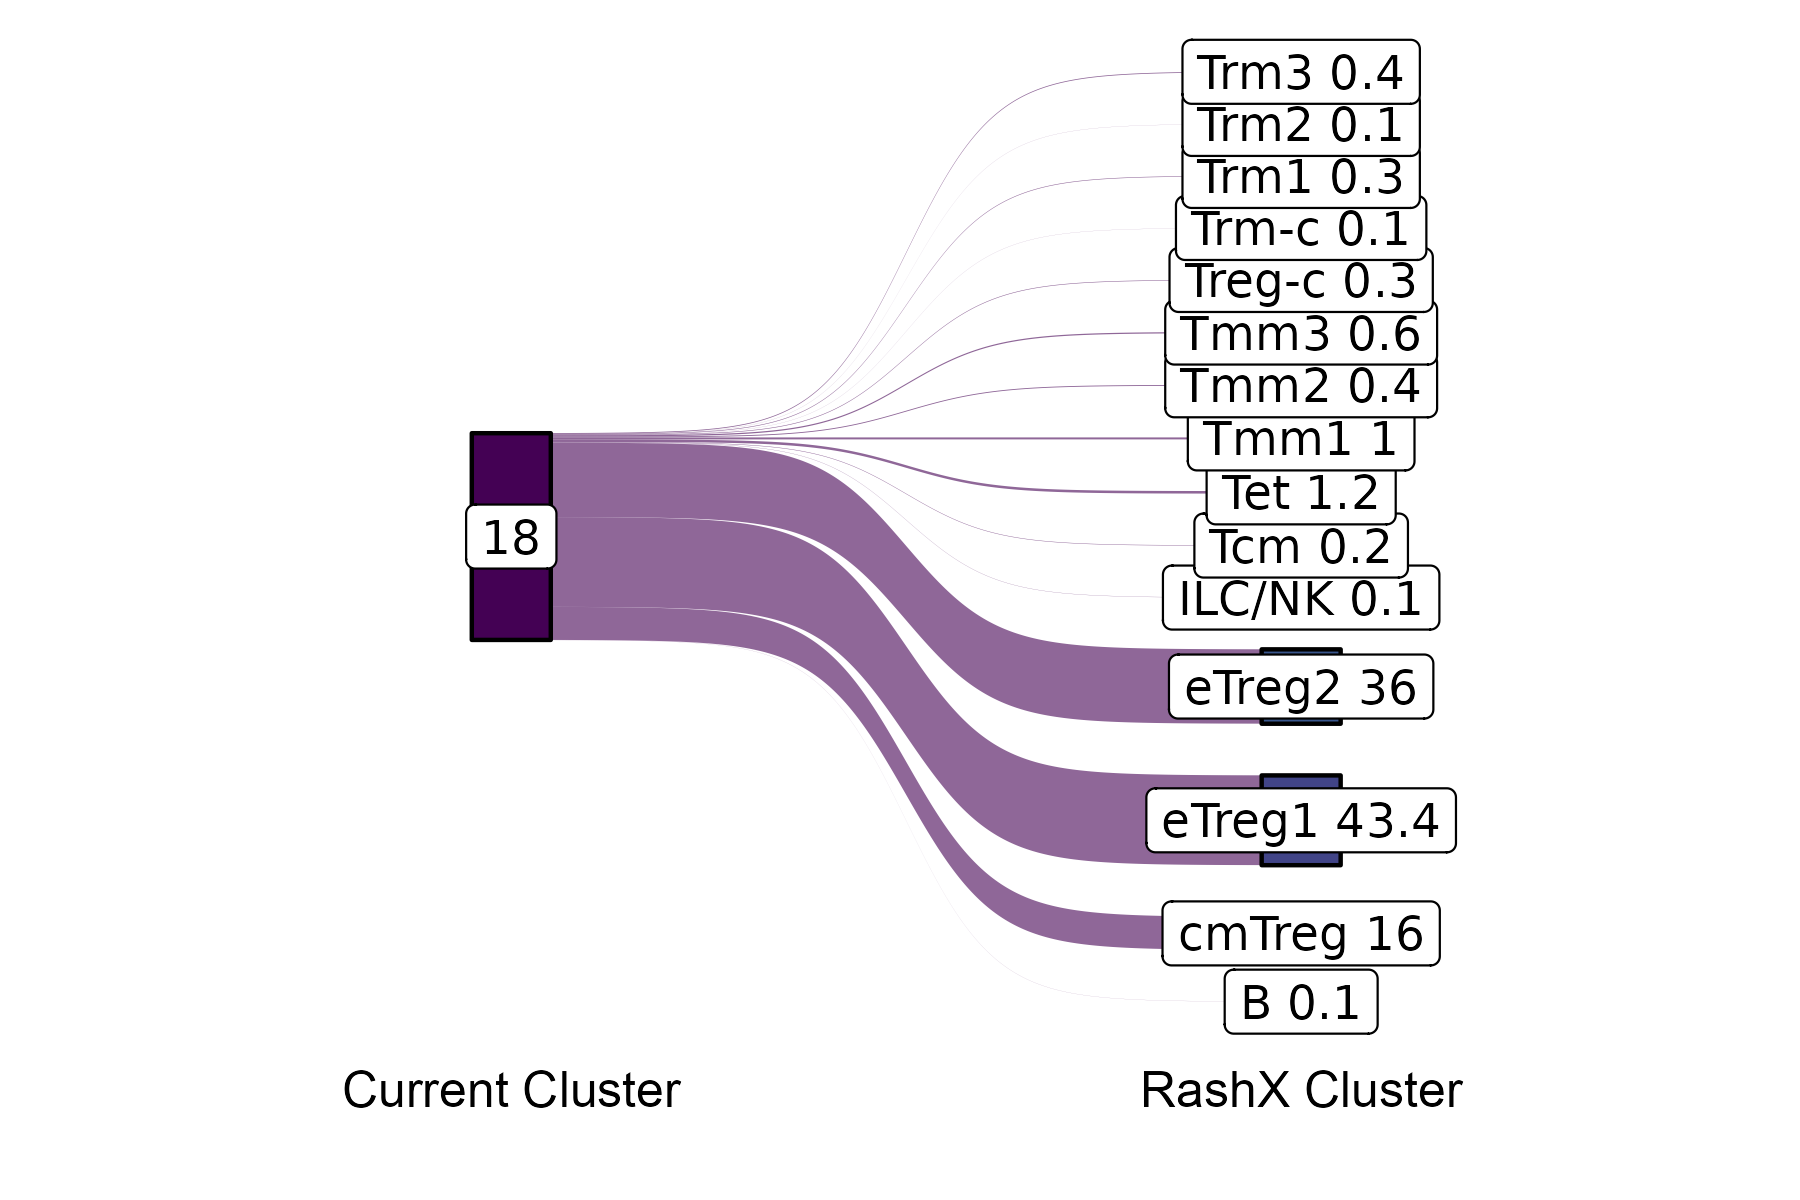 Trm3 0.4
Trm2 0.1
Trm1 0.3
Trm-c 0.1
Treg-c 0.3
Tmm3 0.6
Tmm2 0.4
Tmm1 1
Tet 1.2
Tcm 0.2
ILC/NK 0.1
18
eTreg2 36
eTreg1 43.4
cmTreg 16
B 0.1
Current Cluster
RashX Cluster